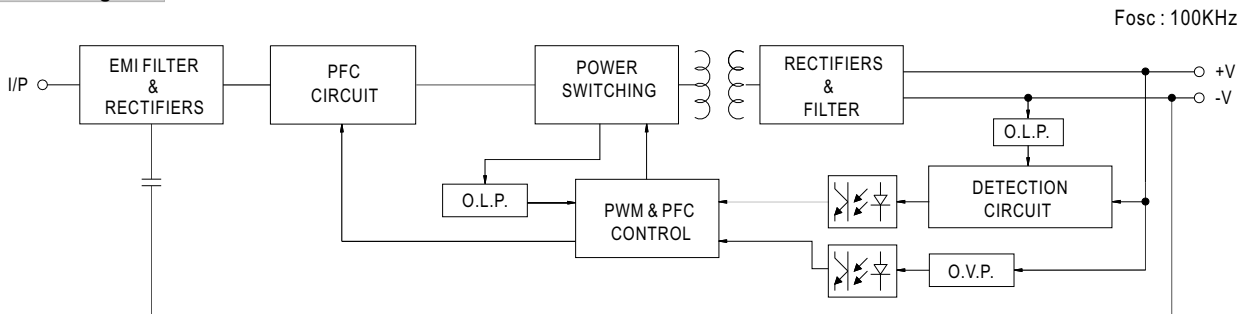 Fosc : 100KHz
I/P
EMI FILTER
&
RECTIFIERS
PFC
CIRCUIT
POWER
SWITCHING
RECTIFIERS
&
FILTER
+V
-V
O.L.P.
O.L.P.
PWM & PFC
CONTROL
DETECTION
CIRCUIT
O.V.P.